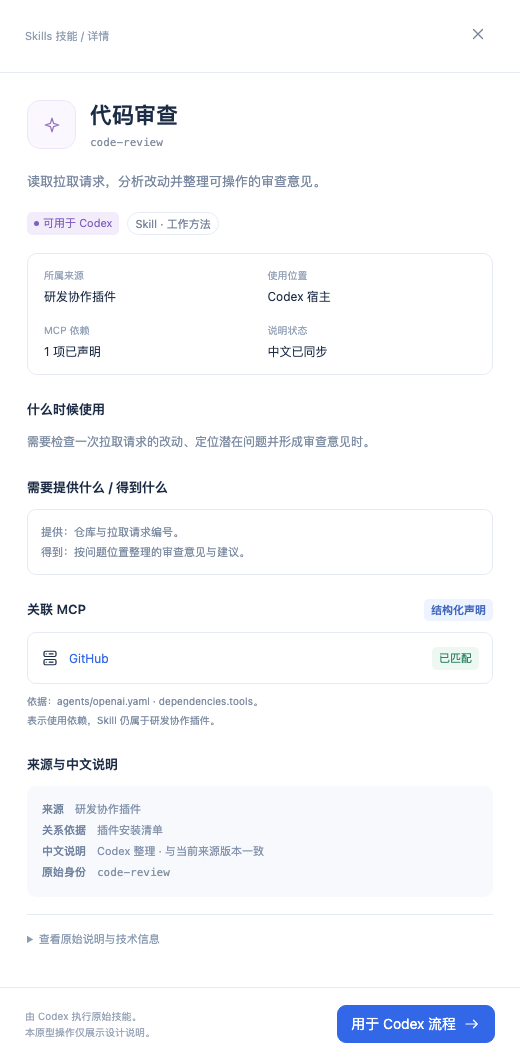 Skills 技能 / 详情
代码审查
code-review
读取拉取请求，分析改动并整理可操作的审查意见。
可用于 Codex
Skill · 工作方法
所属来源
使用位置
研发协作插件
Codex 宿主
MCP 依赖
说明状态
1 项已声明
中文已同步
什么时候使用
需要检查一次拉取请求的改动、定位潜在问题并形成审查意见时。
需要提供什么 / 得到什么
提供：仓库与拉取请求编号。
得到：按问题位置整理的审查意见与建议。
关联 MCP
结构化声明
GitHub
已匹配
依据：agents/openai.yaml · dependencies.tools。
表示使用依赖，Skill 仍属于研发协作插件。
来源与中文说明
来源 研发协作插件
关系依据 插件安装清单
中文说明 Codex 整理 · 与当前来源版本一致
原始身份 code-review
查看原始说明与技术信息
由 Codex 执行原始技能。
本原型操作仅展示设计说明。
用于 Codex 流程